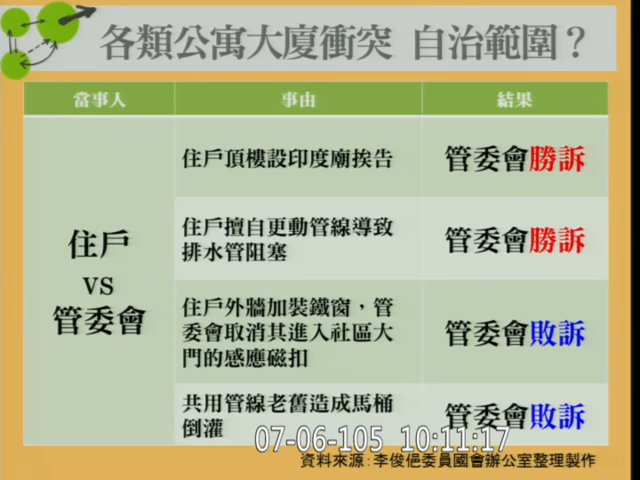 各類公寓大廈衝突 自治範圍？
當事人 事由 結果
住戶
vs
管委會
住戶頂樓設印度廟挨告
管委會勝訴
住戶擅自更動管線導致
排水管阻塞
管委會勝訴
住戶外牆加裝鐵窗，管
委會取消其進入社區大
門的感應磁扣
管委會敗訴
共用管線老舊造成馬桶
倒灌
管委會敗訴
07-06-105 10:11:17
資料來源：李俊俋委員國會辦公室整理製作